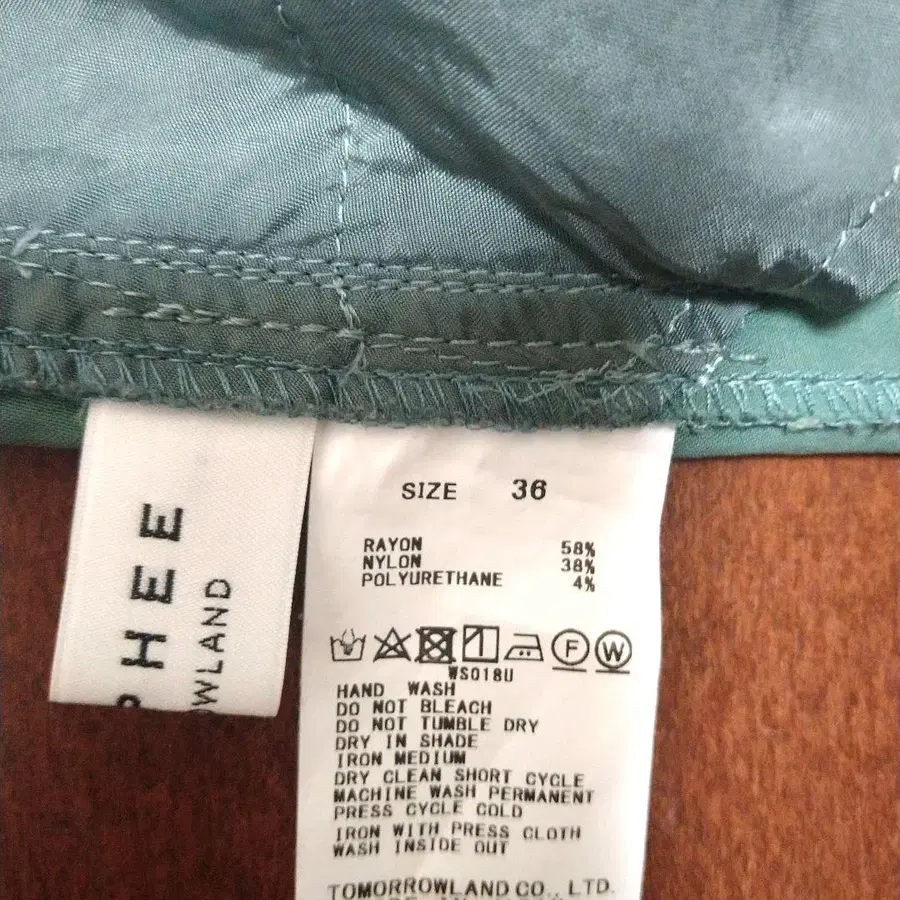 PHEE
OWLAND
SIZE 36
RAYON 58%
NYLON 38%
POLYURETHANE 4%
F W
WS018U
HAND WASH
DO NOT BLEACH
DO NOT TUMBLE DRY
DRY IN SHADE
IRON MEDIUM
DRY CLEAN SHORT CYCLE
MACHINE WASH PERMANENT
PRESS CYCLE COLD
IRON WITH PRESS CLOTH
WASH INSIDE OUT
TOMORROWLAND CO., LTD.